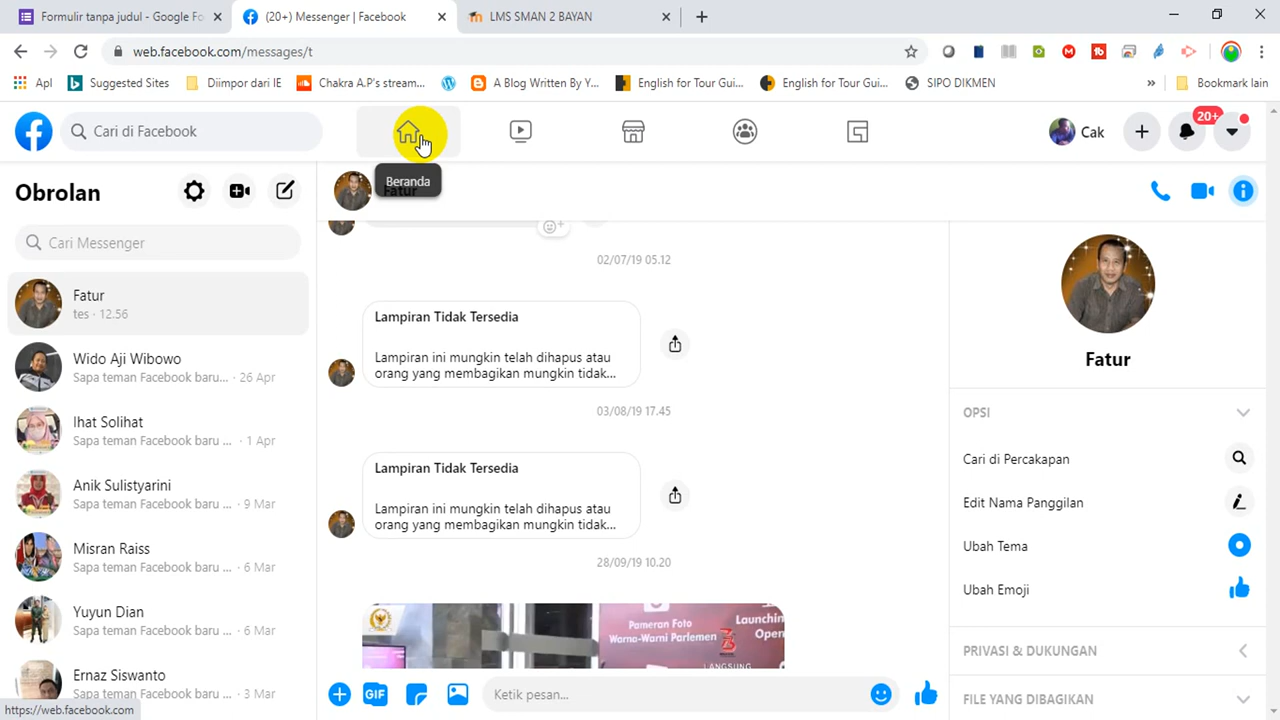 Formulir tanpa judul - Google Fo
(20+) Messenger | Facebook
LMS SMAN 2 BAYAN
web.facebook.com/messages/t
Apl
Suggested Sites
Diimpor dari IE
Chakra A.P's stream...
A Blog Written By Y...
English for Tour Gui...
English for Tour Gui...
SIPO DIKMEN
»
Bookmark lain
Cari di Facebook
Cak
20+
Beranda
Obrolan
Cari Messenger
Fatur
tes · 12.56
Wido Aji Wibowo
Sapa teman Facebook baru... · 26 Apr
Ihat Solihat
Sapa teman Facebook baru ... · 1 Apr
Anik Sulistyarini
Sapa teman Facebook baru ... · 9 Mar
Misran Raiss
Sapa teman Facebook baru ... · 6 Mar
Yuyun Dian
Sapa teman Facebook baru ... · 6 Mar
Ernaz Siswanto
Sapa teman Facebook baru ... · 3 Mar
https://web.facebook.com
Fatur
02/07/19 05.12
Lampiran Tidak Tersedia
Lampiran ini mungkin telah dihapus atau
orang yang membagikan mungkin tidak...
03/08/19 17.45
Lampiran Tidak Tersedia
Lampiran ini mungkin telah dihapus atau
orang yang membagikan mungkin tidak...
28/09/19 10.20
Pameran Foto
Warna-Warni Parlemen
Launching
Open
LANGSUNG
GIF
Ketik pesan...
Fatur
OPSI
Cari di Percakapan
Edit Nama Panggilan
Ubah Tema
Ubah Emoji
PRIVASI & DUKUNGAN
FILE YANG DIBAGIKAN